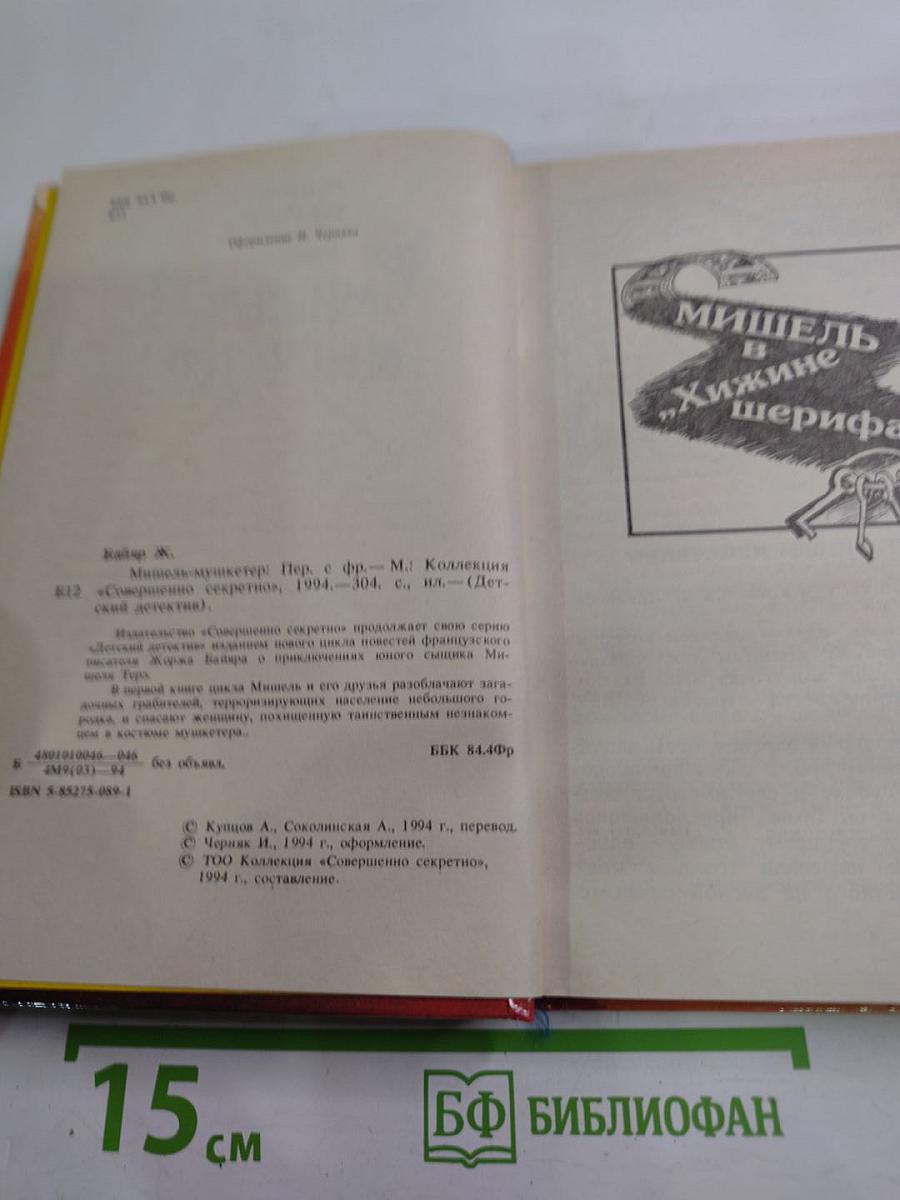 Оформление И. Черняка
Байяр Ж.
Мишель-мушкетер: Пер. с фр.— М.: Коллекция
Б12 «Совершенно секретно», 1994.—304. с., ил.— (Дет-
ский детектив).
Издательство «Совершенно секретно» продолжает свою серию
«Детский детектив» изданием нового цикла повестей французского
писателя Жоржа Байяра о приключениях юного сыщика Ми-
шеля Терэ.
В первой книге цикла Мишель и его друзья разоблачают зага-
дочных грабителей, терроризирующих население небольшого го-
родка, и спасают женщину, похищенную таинственным незнаком-
цем в костюме мушкетера..
Б 4801010046—046 без объявл.
4М9(03)—94
ББК 84.4Фр
ISBN 5-85275-089-1
© Купцов А., Соколинская А., 1994 г., перевод.
© Черняк И., 1994 г., оформление.
© ТОО Коллекция «Совершенно секретно»,
1994 г., составление.
МИШЕЛЬ
в
„Хижине
шерифа
15 см
БФ БИБЛИОФАН